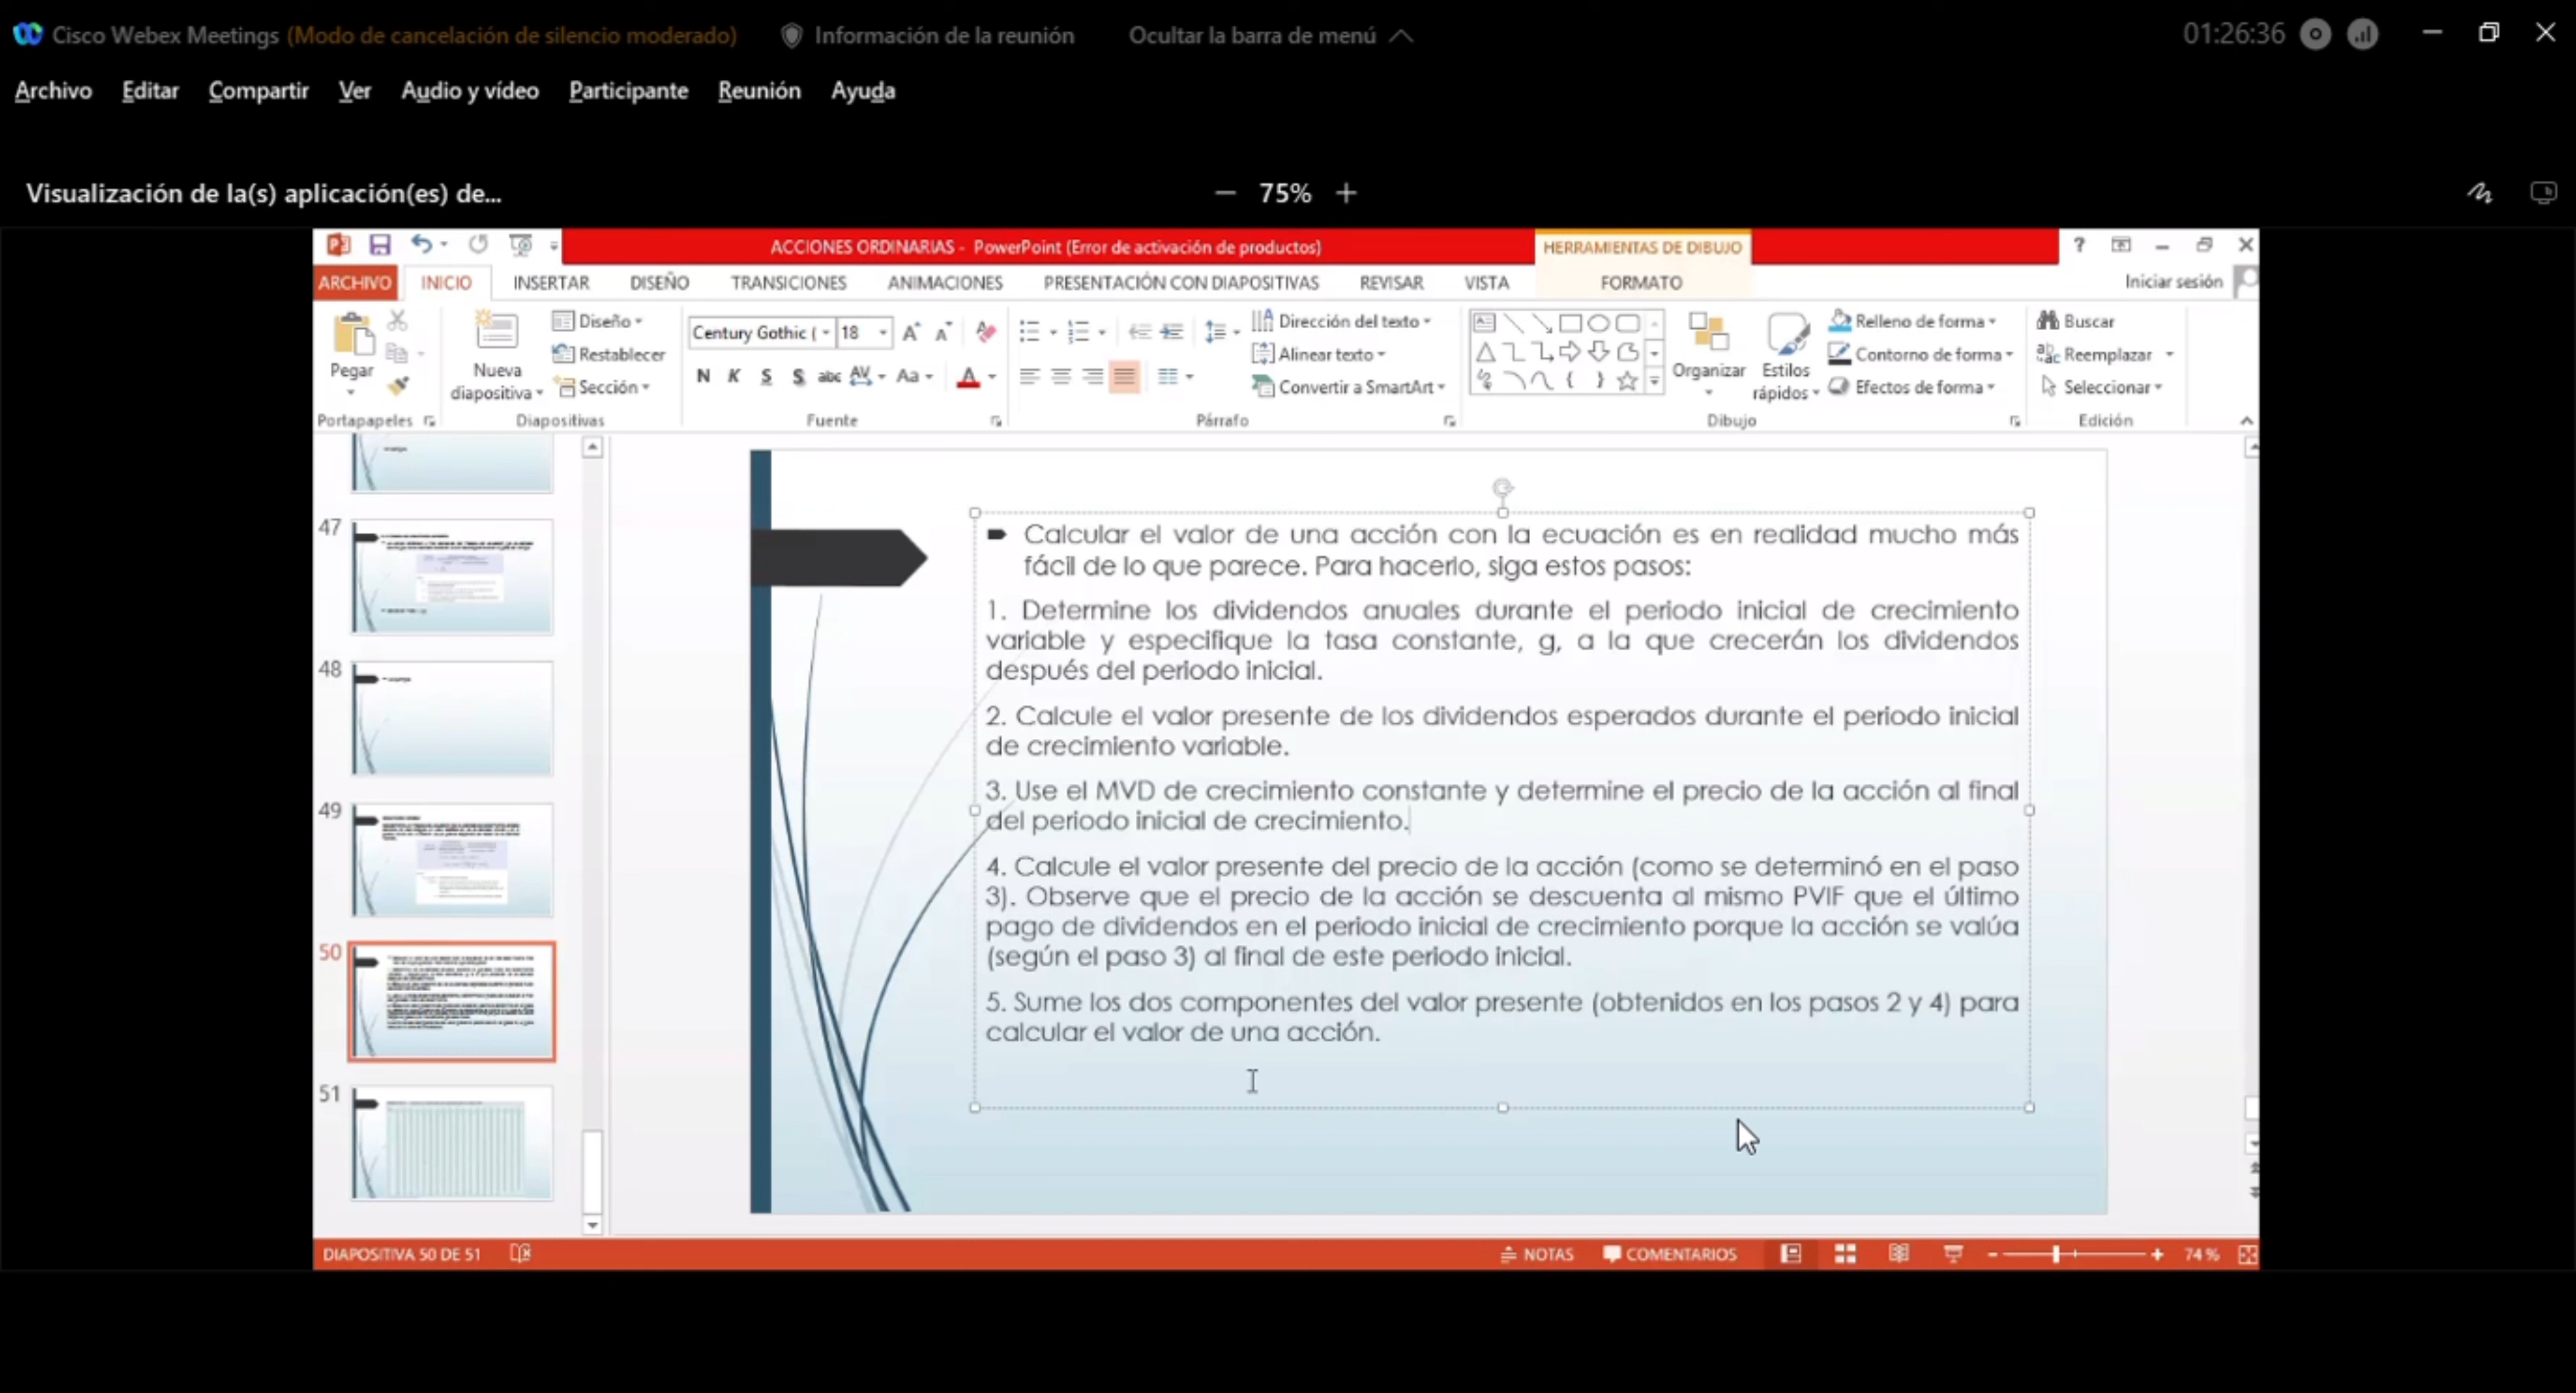 Cisco Webex Meetings (Modo de cancelación de silencio moderado) Información de la reunión Ocultar la barra de menú 01:26:36
Archivo Editar Compartir Ver Audio y vídeo Participante Reunión Ayuda
Visualización de la(s) aplicación(es) de... 75%
ACCIONES ORDINARIAS - PowerPoint (Error de activación de productos) HERRAMIENTAS DE DIBUJO
ARCHIVO INICIO INSERTAR DISEÑO TRANSICIONES ANIMACIONES PRESENTACIÓN CON DIAPOSITIVAS REVISAR VISTA FORMATO Iniciar sesión
Pegar
Portapapeles
Nueva
diapositiva
Diseño
Restablecer
Sección
Diapositivas
Century Gothic ( 18
N K S S abc AV Aa A
Fuente
Dirección del texto
Alinear texto
Convertir a SmartArt
Párrafo
Organizar
Estilos
rápidos
Relleno de forma
Contorno de forma
Efectos de forma
Dibujo
Buscar
Reemplazar
Seleccionar
Edición
47
48
49
50
51
Calcular el valor de una acción con la ecuación es en realidad mucho más
fácil de lo que parece. Para hacerlo, siga estos pasos:
1. Determine los dividendos anuales durante el periodo inicial de crecimiento
variable y especifique la tasa constante, g, a la que crecerán los dividendos
después del periodo inicial.
2. Calcule el valor presente de los dividendos esperados durante el periodo inicial
de crecimiento variable.
3. Use el MVD de crecimiento constante y determine el precio de la acción al final
del periodo inicial de crecimiento.
4. Calcule el valor presente del precio de la acción (como se determinó en el paso
3). Observe que el precio de la acción se descuenta al mismo PVIF que el último
pago de dividendos en el periodo inicial de crecimiento porque la acción se valúa
(según el paso 3) al final de este periodo inicial.
5. Sume los dos componentes del valor presente (obtenidos en los pasos 2 y 4) para
calcular el valor de una acción.
DIAPOSITIVA 50 DE 51 NOTAS COMENTARIOS 74 %